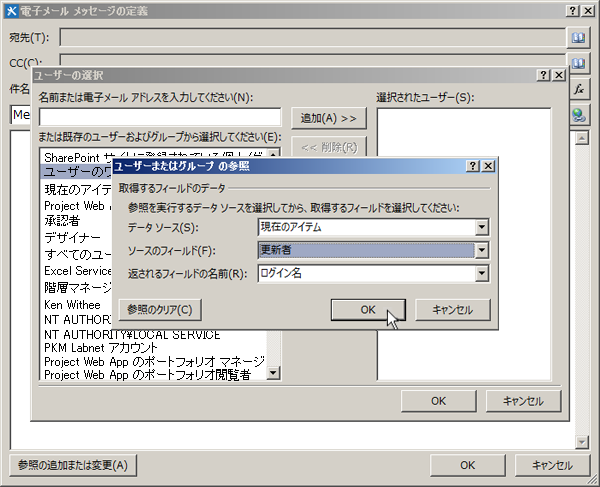 電子メール メッセージの定義
宛先(T):
CC(C):
件名
Me
ユーザーの選択
名前または電子メール アドレスを入力してください(N):
選択されたユーザー(S):
追加(A) >>
または既存のユーザーおよびグループから選択してください(E):
<< 削除(R)
SharePoint
ユーザーの
現在のアイテ
Project Web A
承認者
デザイナー
すべてのユー
Excel Service
階層マネージ
Ken Withee
NT AUTHORITY
NT AUTHORITY¥LOCAL SERVICE
PKM Labnet アカウント
Project Web App のポートフォリオ マネージ
Project Web App のポートフォリオ閲覧者
ユーザーまたはグループ の参照
取得するフィールドのデータ
参照を実行するデータ ソースを選択してから、取得するフィールドを選択してください:
データ ソース(S):
現在のアイテム
ソースのフィールド(F):
更新者
返されるフィールドの名前(R):
ログイン名
参照のクリア(C)
OK
キャンセル
OK
キャンセル
参照の追加または変更(A)
OK
キャンセル